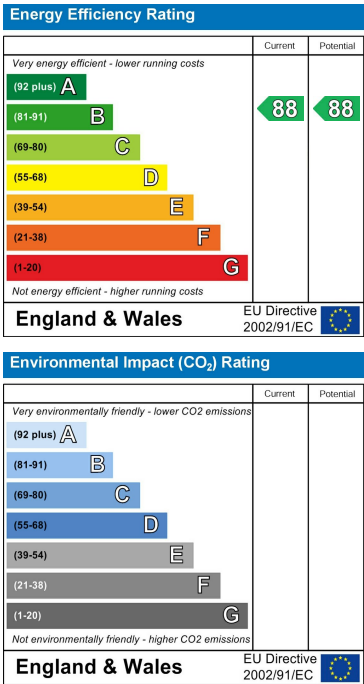 Energy Efficiency Rating
Current Potential
Very energy efficient - lower running costs
(92 plus) A
(81-91) B 88 88
(69-80) C
(55-68) D
(39-54) E
(21-38) F
(1-20) G
Not energy efficient - higher running costs
England & Wales EU Directive
2002/91/EC
Environmental Impact (CO₂) Rating
Current Potential
Very environmentally friendly - lower CO2 emissions
(92 plus) A
(81-91) B
(69-80) C
(55-68) D
(39-54) E
(21-38) F
(1-20) G
Not environmentally friendly - higher CO2 emissions
England & Wales EU Directive
2002/91/EC